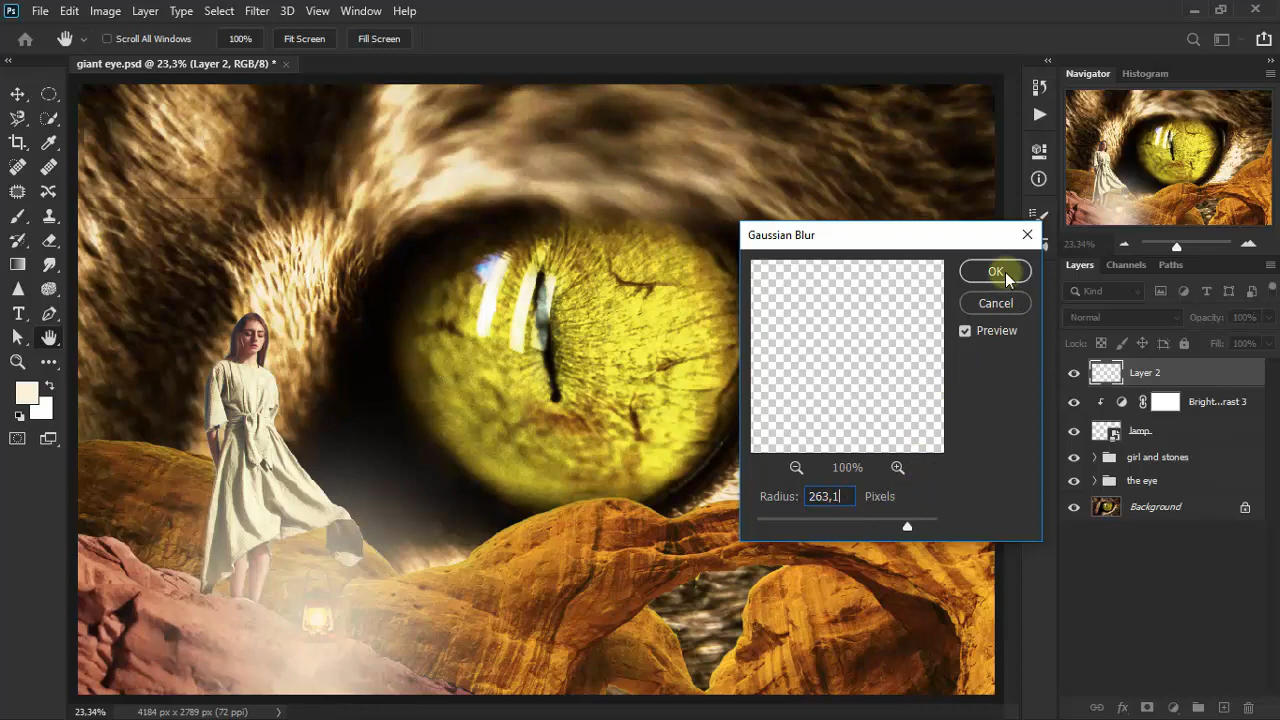 Ps File Edit Image Layer Type Select Filter 3D View Window Help
Scroll All Windows 100% Fit Screen Fill Screen
giant eye.psd @ 23,3% (Layer 2, RGB/8) *
Navigator Histogram
23,34%
Layers Channels Paths
Kind
Normal Opacity: 100%
Lock: Fill: 100%
Layer 2
Bright...rast 3
lamp
girl and stones
the eye
Background
Gaussian Blur
OK
Cancel
Preview
100%
Radius: 263,1 Pixels
23,34% 4184 px x 2789 px (72 ppi)